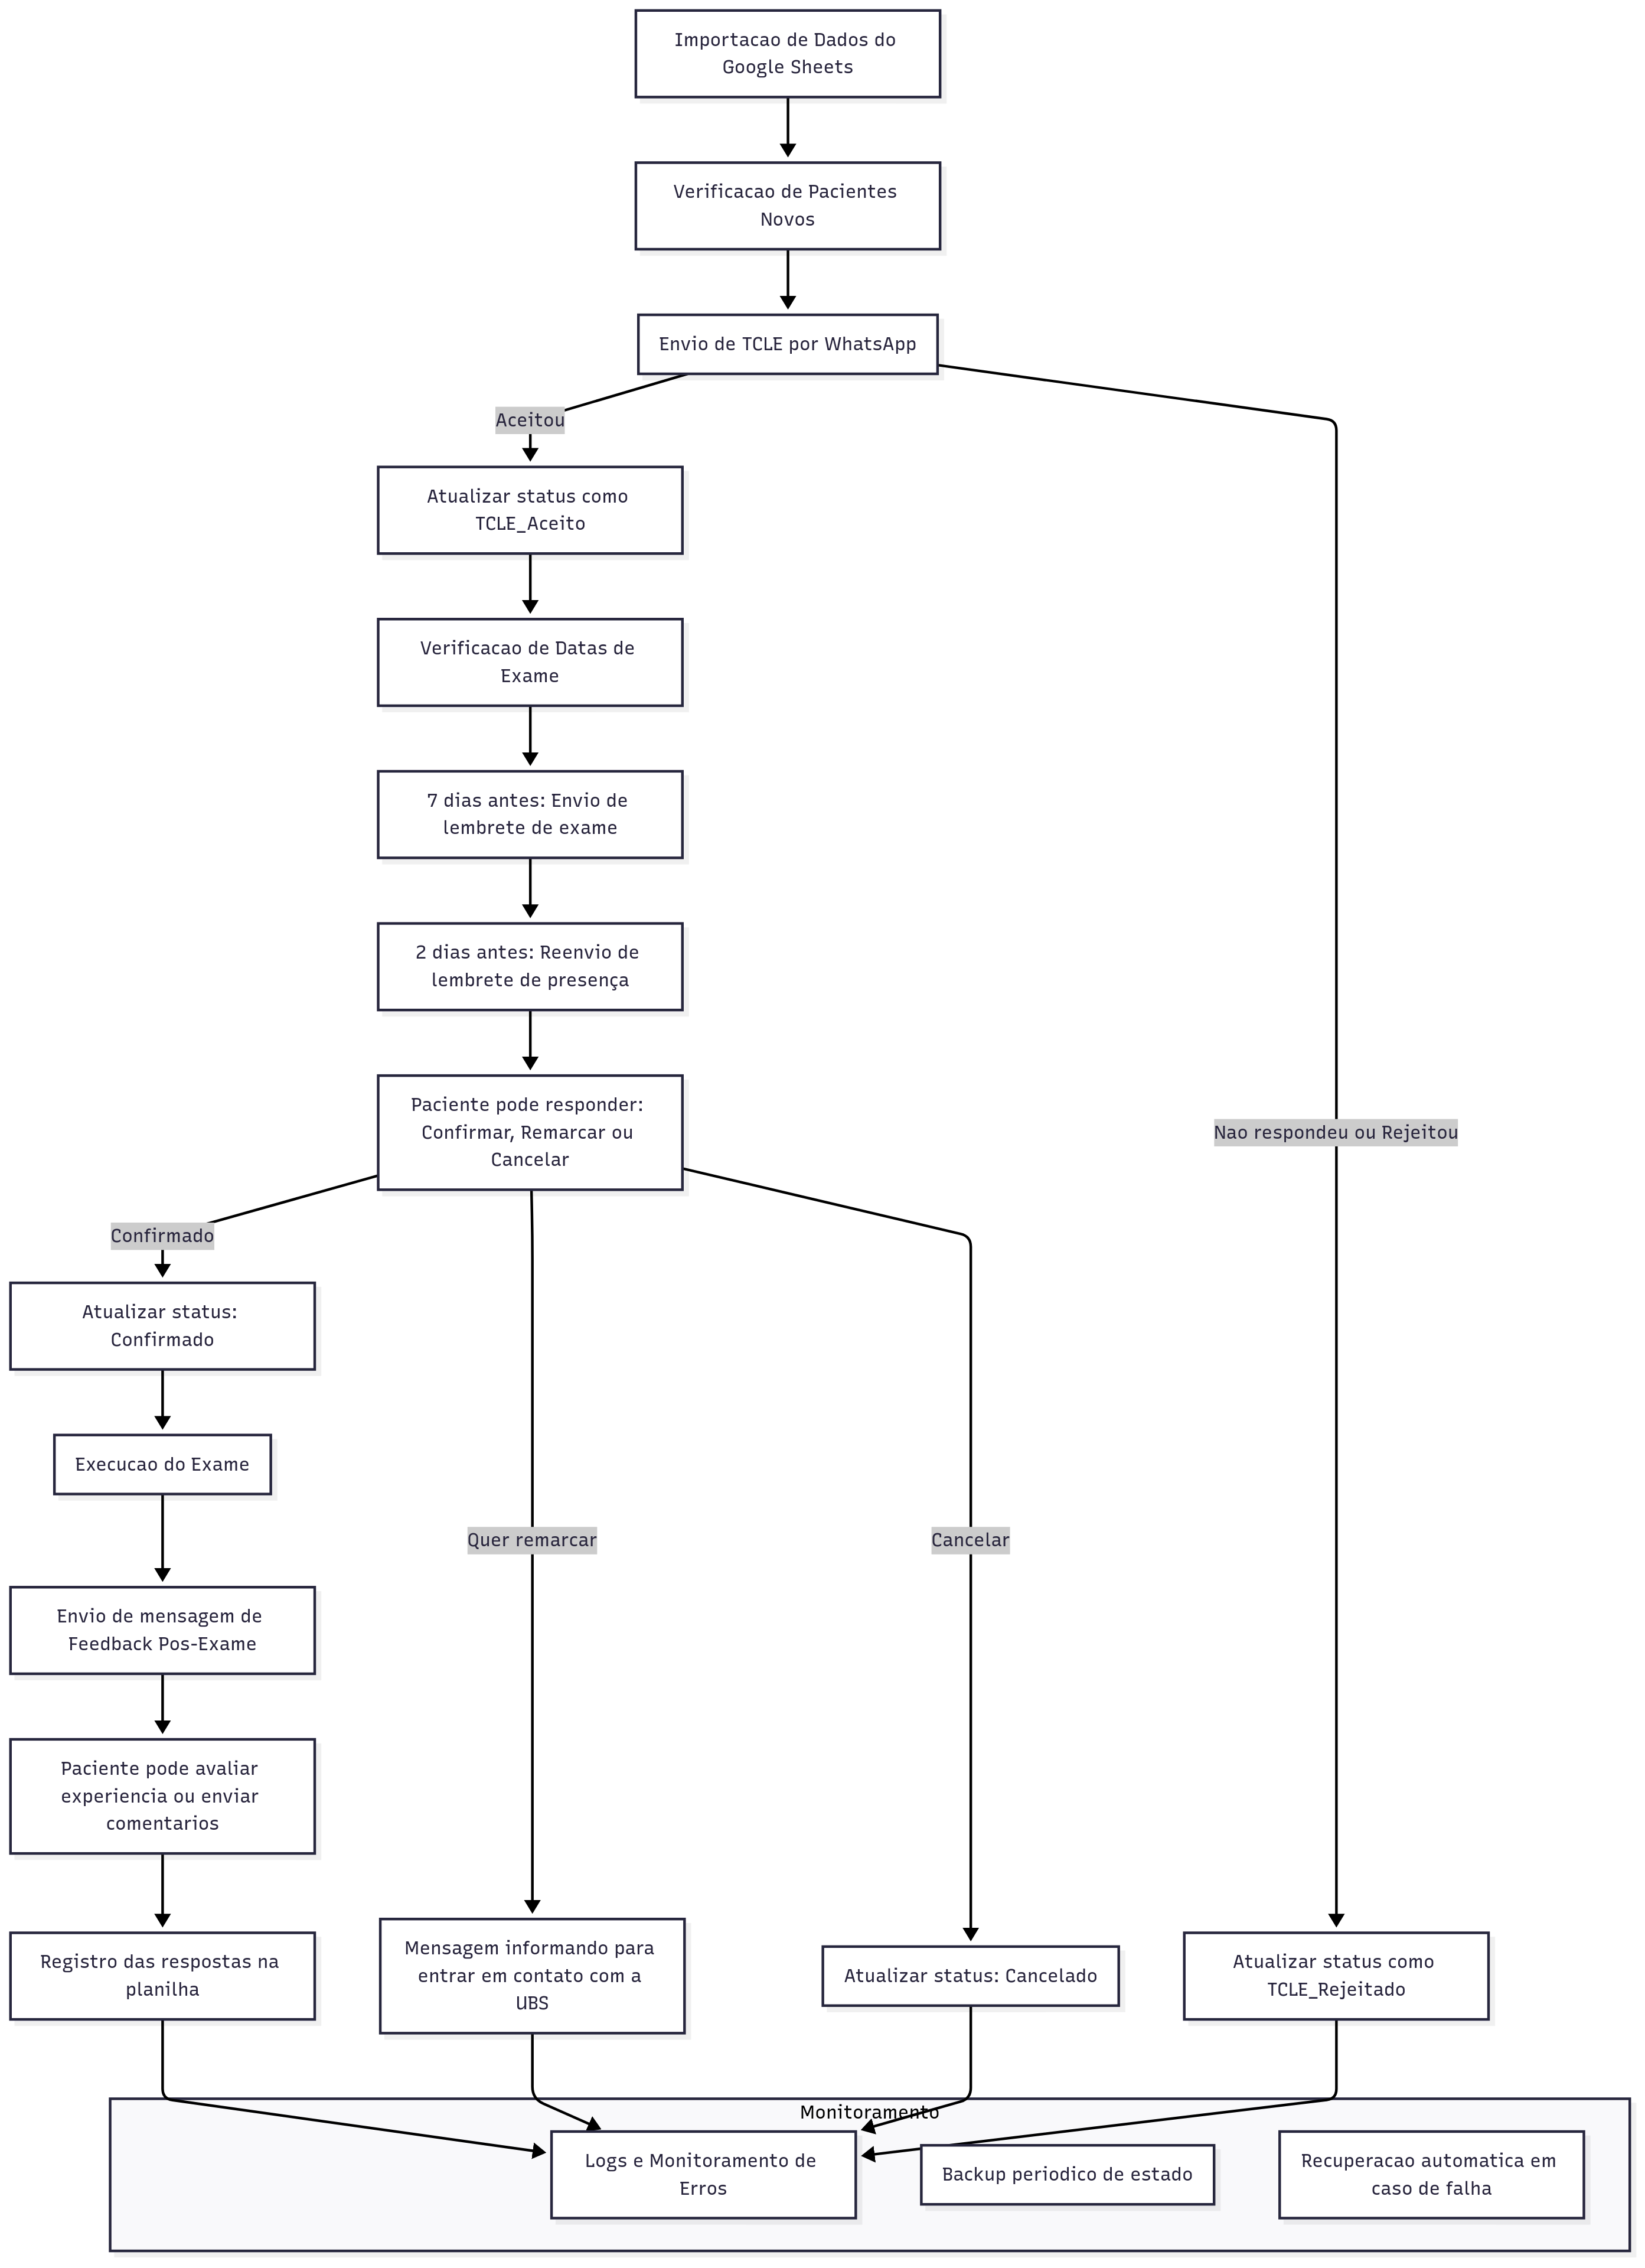 Importacao de Dados do
Google Sheets
Verificacao de Pacientes
Novos
Envio de TCLE por WhatsApp
Aceitou
Atualizar status como
TCLE_Aceito
Verificacao de Datas de
Exame
7 dias antes: Envio de
lembrete de exame
2 dias antes: Reenvio de
lembrete de presença
Paciente pode responder:
Confirmar, Remarcar ou
Cancelar
Nao respondeu ou Rejeitou
Confirmado
Atualizar status:
Confirmado
Execucao do Exame
Quer remarcar
Cancelar
Envio de mensagem de
Feedback Pos-Exame
Paciente pode avaliar
experiencia ou enviar
comentarios
Registro das respostas na
planilha
Mensagem informando para
entrar em contato com a
UBS
Atualizar status: Cancelado
Atualizar status como
TCLE_Rejeitado
Monitoramento
Logs e Monitoramento de
Erros
Backup periodico de estado
Recuperacao automatica em
caso de falha